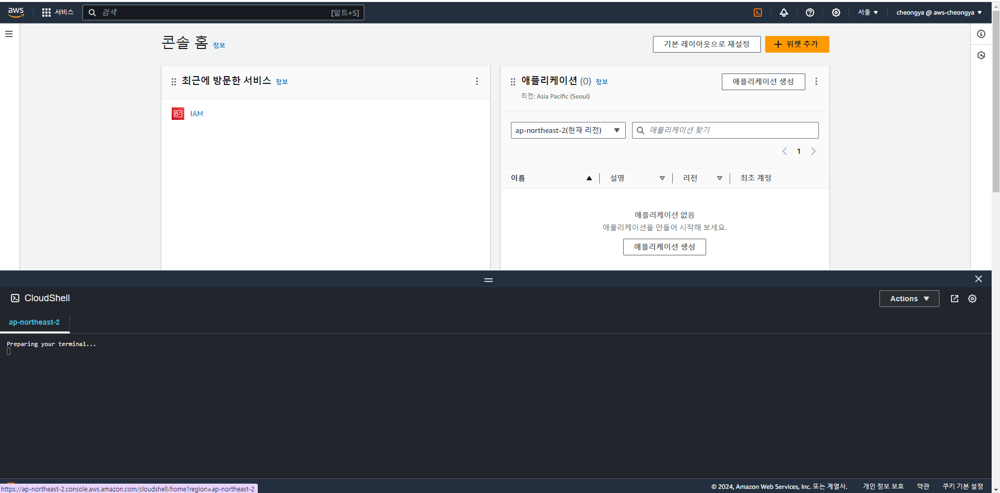 aws
서비스
검색
[알트+S]
서울 ▼
cheongya @ aws-cheongya ▼
콘솔 홈 정보
기본 레이아웃으로 재설정
위젯 추가
최근에 방문한 서비스 정보
IAM
애플리케이션 (0) 정보
애플리케이션 생성
리전: Asia Pacific (Seoul)
ap-northeast-2(현재 리전)
애플리케이션 찾기
1
이름
설명
리전
최초 계정
애플리케이션 없음
애플리케이션을 만들어 시작해 보세요.
애플리케이션 생성
CloudShell
Actions
ap-northeast-2
Preparing your terminal...
https://ap-northeast-2.console.aws.amazon.com/cloudshell/home?region=ap-northeast-2
© 2024, Amazon Web Services, Inc. 또는 계열사.
개인 정보 보호
약관
쿠키 기본 설정